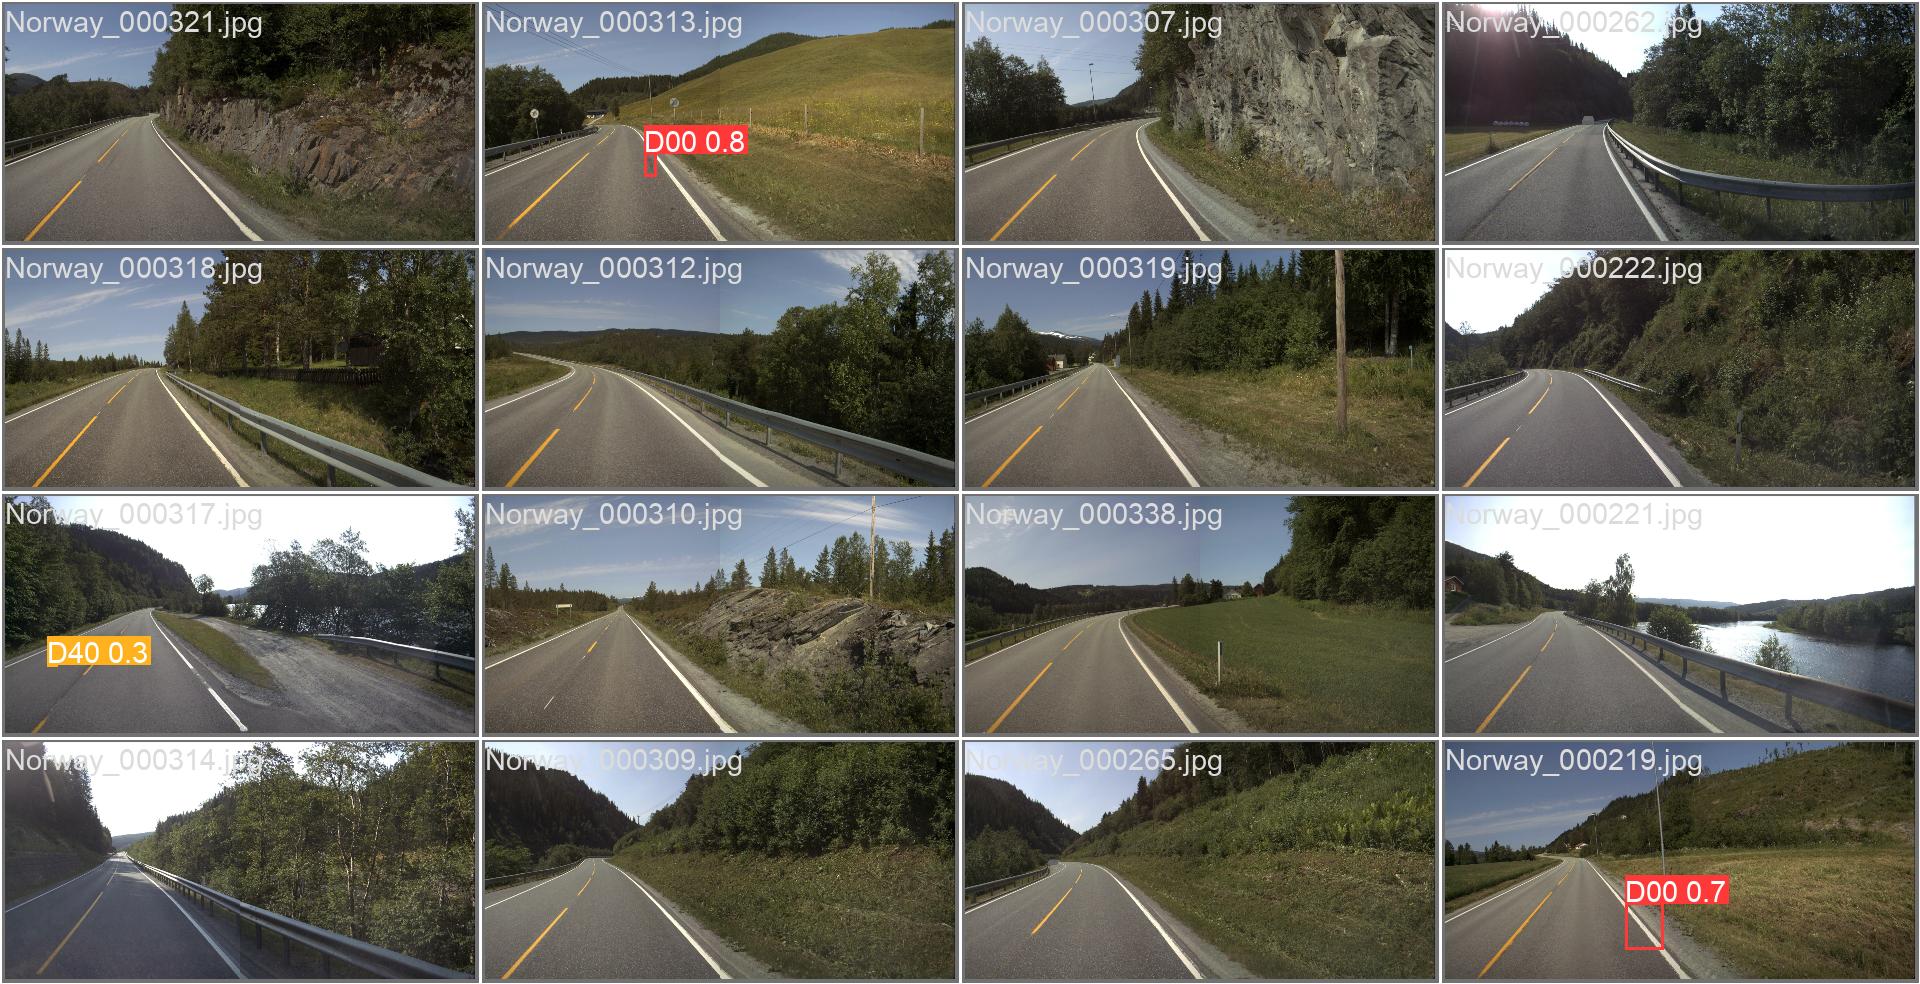 Norway_000321.jpg
Norway_000313.jpg
D00 0.8
Norway_000307.jpg
Norway_000262.jpg
Norway_000318.jpg
Norway_000312.jpg
Norway_000319.jpg
Norway_000222.jpg
Norway_000317.jpg
D40 0.3
Norway_000310.jpg
Norway_000338.jpg
Norway_000221.jpg
Norway_000314.jpg
Norway_000309.jpg
Norway_000265.jpg
Norway_000219.jpg
D00 0.7